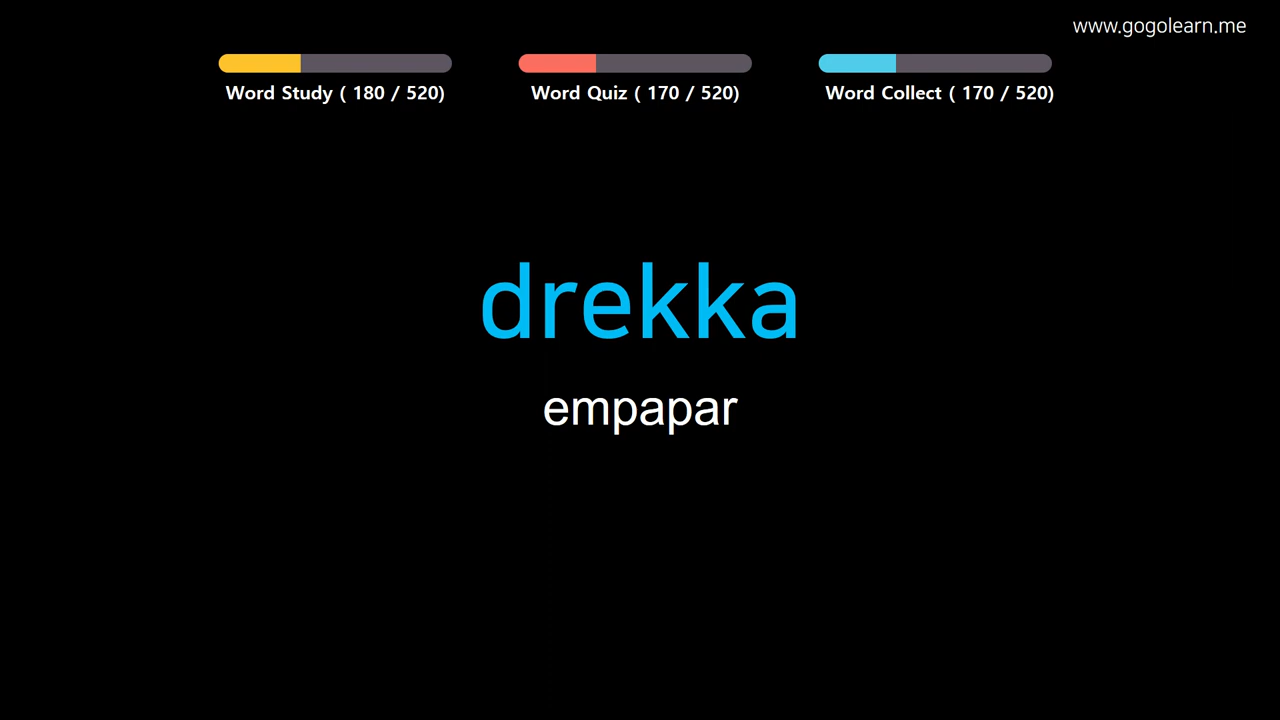 www.gogolearn.me
Word Study ( 180 / 520)
Word Quiz ( 170 / 520)
Word Collect ( 170 / 520)
drekka
empapar